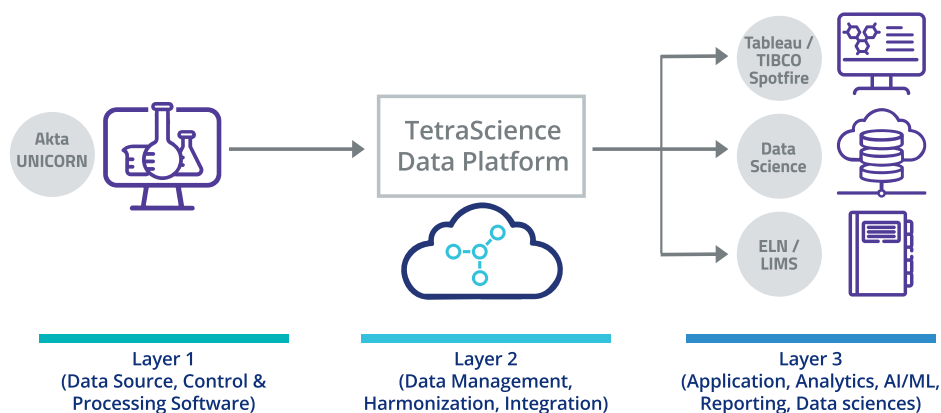 Akta
UNICORN
TetraScience
Data Platform
Tableau /
TIBCO
Spotfire
Data
Science
ELN /
LIMS
Layer 1
(Data Source, Control &
Processing Software)
Layer 2
(Data Management,
Harmonization, Integration)
Layer 3
(Application, Analytics, AI/ML,
Reporting, Data sciences)